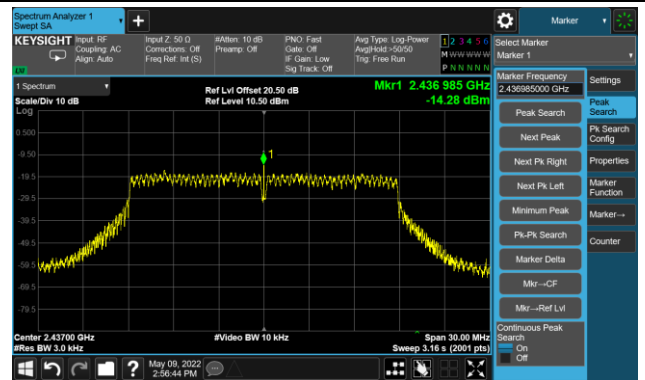 Spectrum Analyzer 1
Swept SA
Marker
KEYSIGHT
Input: RF
Coupling: AC
Align: Auto
Input Z: 50 Ω
Corrections: Off
Freq Ref: Int (S)
#Atten: 10 dB
Preamp: Off
PNO: Fast
Gate: Off
IF Gain: Low
Sig Track: Off
Avg Type: Log-Power
Avg|Hold:>50/50
Trig: Free Run
1 2 3 4 5 6
M W W W W W
P N N N N N
Select Marker
Marker 1
1 Spectrum
Scale/Div 10 dB
Log
Ref Lvl Offset 20.50 dB
Ref Level 10.50 dBm
Mkr1 2.436 985 GHz
-14.28 dBm
0.500
-9.50
-19.5
-29.5
-39.5
-49.5
-59.5
-69.5
-79.5
1
Center 2.43700 GHz
#Res BW 3.0 kHz
#Video BW 10 kHz
Span 30.00 MHz
Sweep 3.16 s (2001 pts)
Marker Frequency
2.436985000 GHz
Peak Search
Next Peak
Next Pk Right
Next Pk Left
Minimum Peak
Pk-Pk Search
Marker Delta
Mkr→CF
Mkr→Ref Lvl
Continuous Peak
Search
On
Off
Settings
Peak
Search
Pk Search
Config
Properties
Marker
Function
Marker→
Counter
May 09, 2022
2:56:44 PM